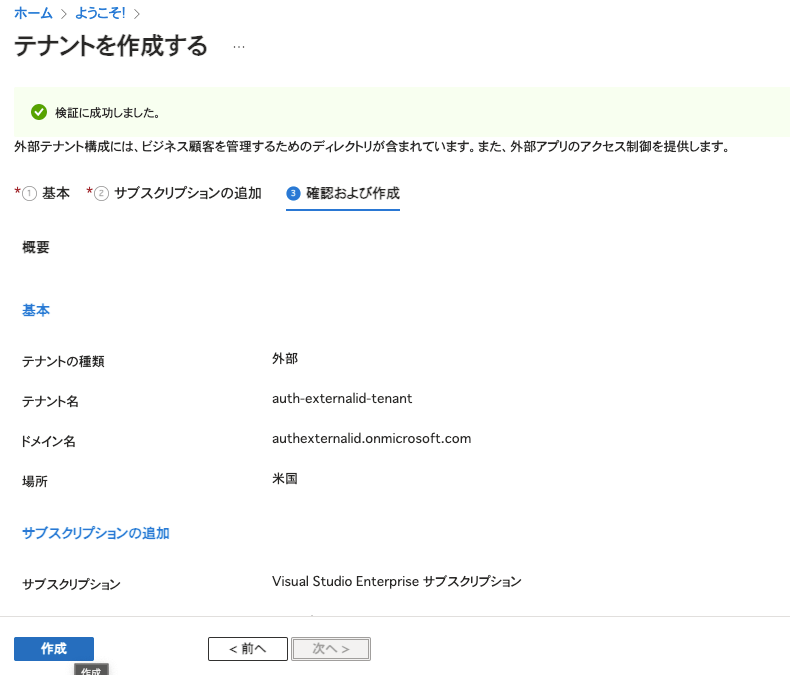 ホーム > ようこそ! >
テナントを作成する ...
検証に成功しました。
外部テナント構成には、ビジネス顧客を管理するためのディレクトリが含まれています。また、外部アプリのアクセス制御を提供します。
*① 基本 *② サブスクリプションの追加 ③ 確認および作成
概要
基本
テナントの種類 外部
テナント名 auth-externalid-tenant
ドメイン名 authexternalid.onmicrosoft.com
場所 米国
サブスクリプションの追加
サブスクリプション Visual Studio Enterprise サブスクリプション
作成 < 前へ 次へ >
作成